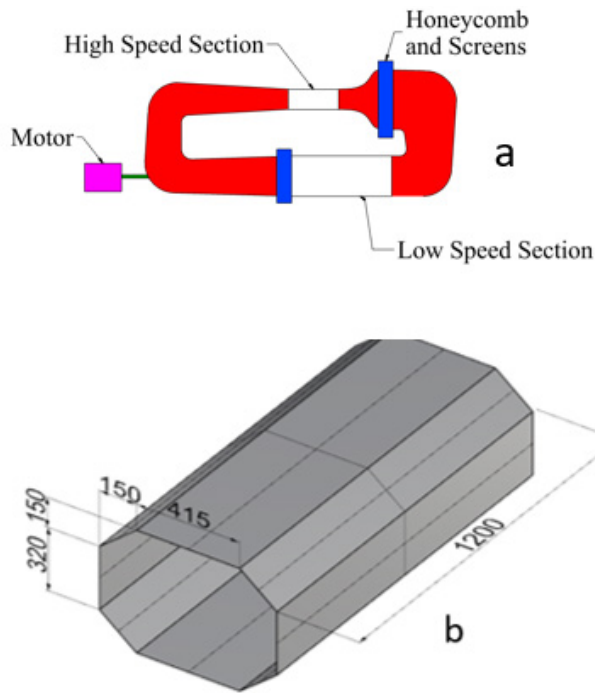 High Speed Section
Honeycomb
and Screens
Motor
a
Low Speed Section
150
415
150
320
1200
b